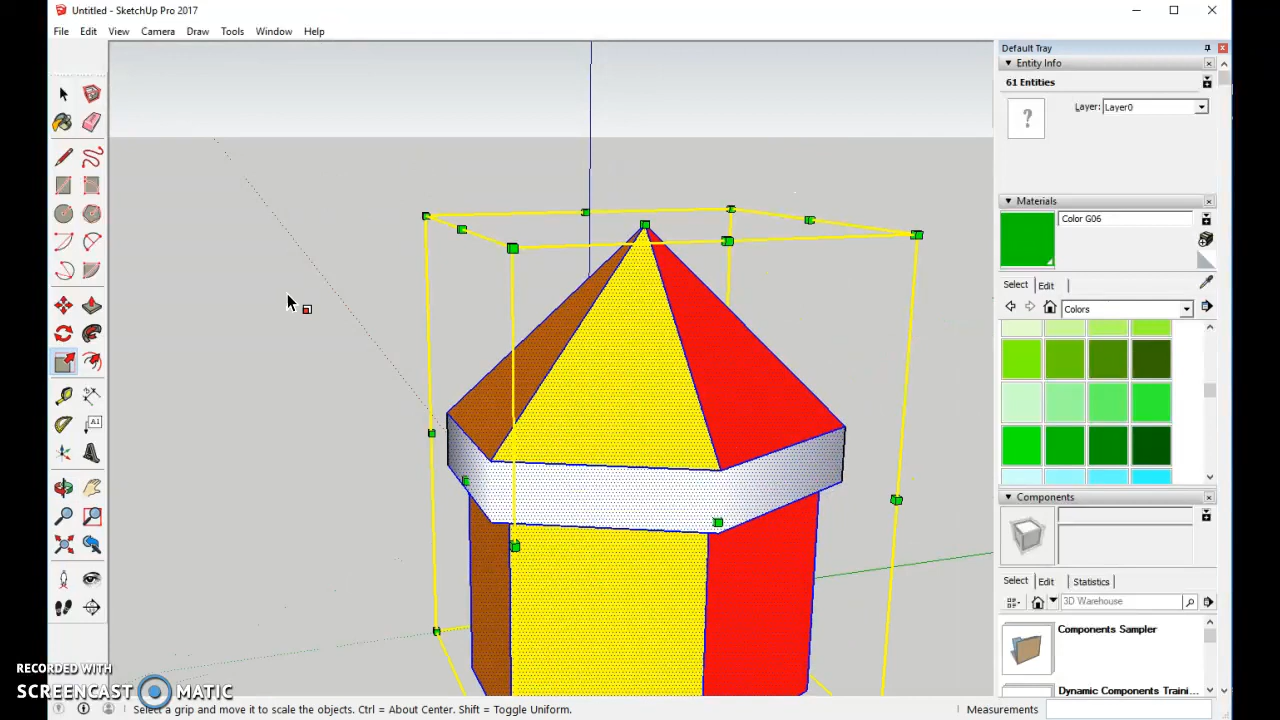 Untitled - SketchUp Pro 2017
File Edit View Camera Draw Tools Window Help
Default Tray
Entity Info
61 Entities
?
Layer: Layer0
Materials
Color G06
Select Edit
Colors
A1
Components
Select Edit Statistics
3D Warehouse
Components Sampler
Dynamic Components Traini...
RECORDED WITH
SCREENCAST MATIC
Select a grip and move it to scale the objects. Ctrl = About Center. Shift = Toggle Uniform.
Measurements